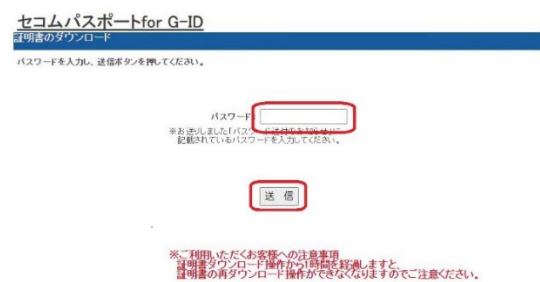 セコムパスポートfor G-ID
証明書のダウンロード
パスワードを入力し、送信ボタンを押してください。
パスワード:
※お送りしました「パスワード送付のお知らせ」に
記載されているパスワードを入力してください。
送 信
※ご利用いただくお客様への注意事項
証明書ダウンロード操作から1時間を経過しますと、
証明書の再ダウンロード操作ができなくなりますのでご注意ください。